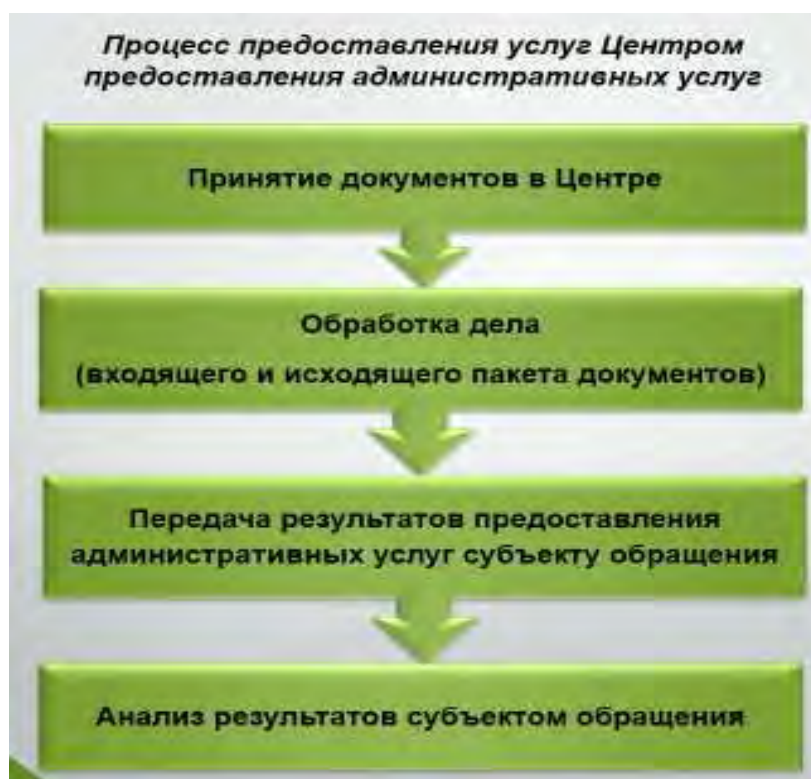 Процесс предоставления услуг Центром
предоставления административных услуг
Принятие документов в Центре
Обработка дела
(входящего и исходящего пакета документов)
Передача результатов предоставления
административных услуг субъекту обращения
Анализ результатов субъектом обращения